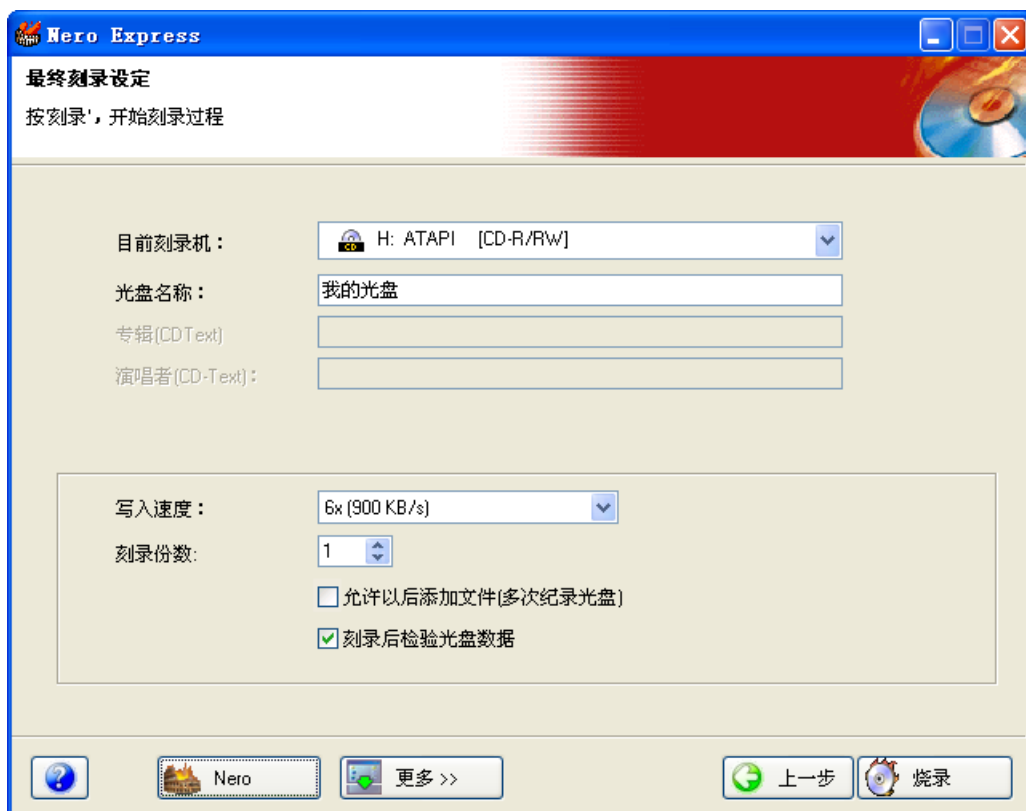 Nero Express
最终刻录设定
按'刻录', 开始刻录过程
目前刻录机：
H: ATAPI [CD-R/RW]
光盘名称：
我的光盘
专辑(CDText)
演唱者(CD-Text)：
写入速度：
6x (900 KB/s)
刻录份数:
1
允许以后添加文件(多次纪录光盘)
刻录后检验光盘数据
? Nero 更多 >> 上一步 烧录